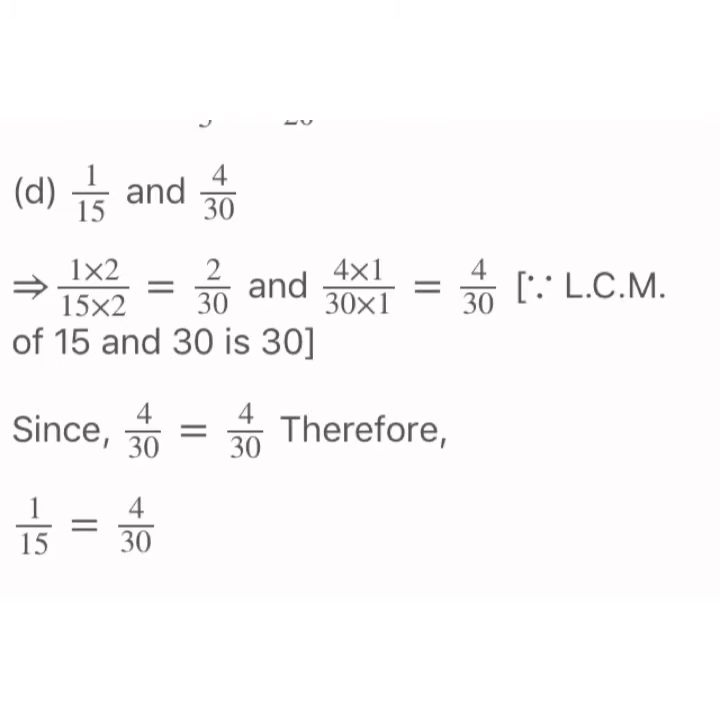 (d) 1/15 and 4/30
⇒ 1×2/15×2 = 2/30 and 4×1/30×1 = 4/30 [∵ L.C.M.
of 15 and 30 is 30]
Since, 4/30 = 4/30 Therefore,
1/15 = 4/30